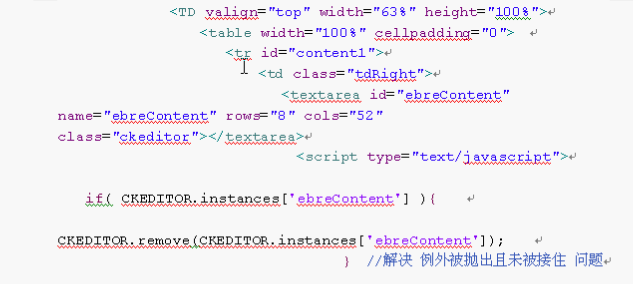 <TD valign="top" width="63%" height="100%">
<table width="100%" cellpadding="0">
<tr id="content1">
<td class="tdRight">
<textarea id="ebreContent"
name="ebreContent" rows="8" cols="52"
class="ckeditor"></textarea>
<script type="text/javascript">
if( CKEDITOR.instances['ebreContent'] ){
CKEDITOR.remove(CKEDITOR.instances['ebreContent']);
} //解决 例外被抛出且未被接住 问题